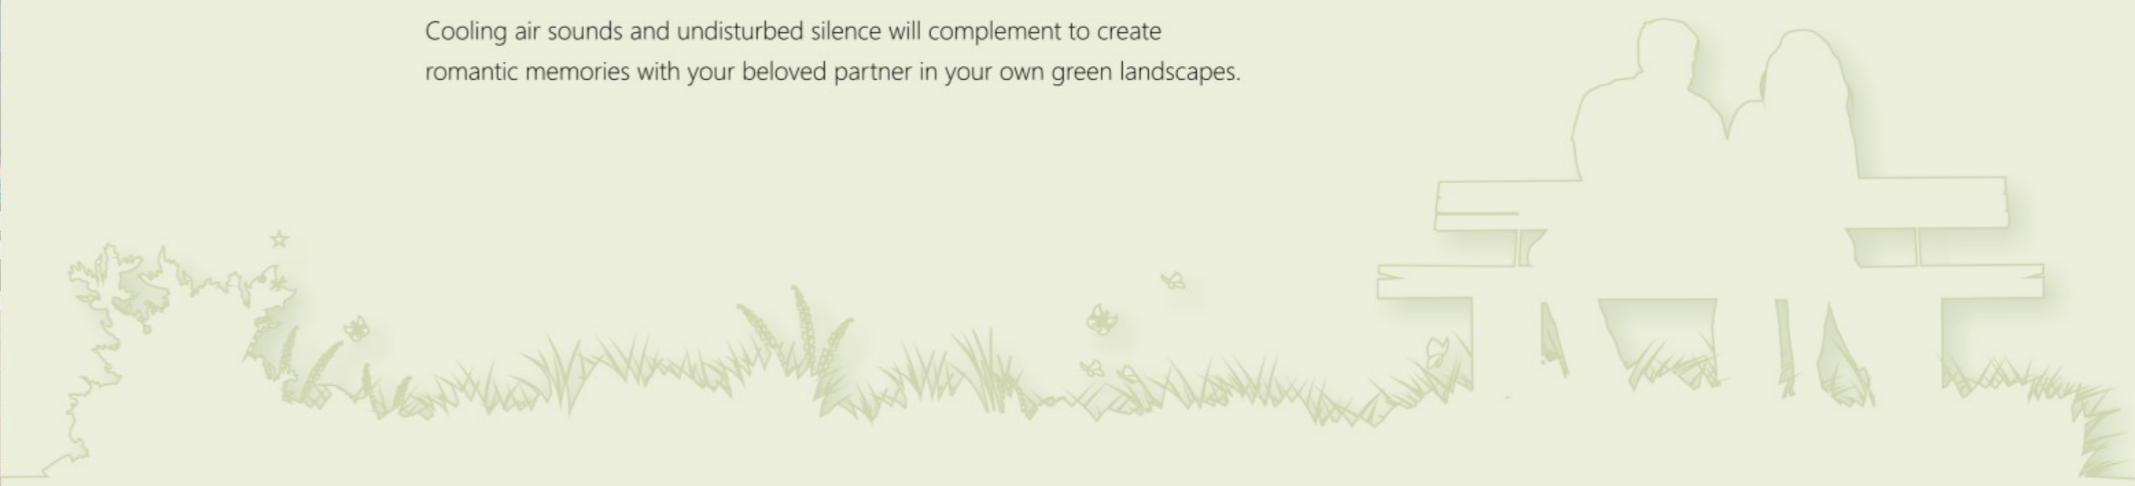 Cooling air sounds and undisturbed silence will complement to create
romantic memories with your beloved partner in your own green landscapes.